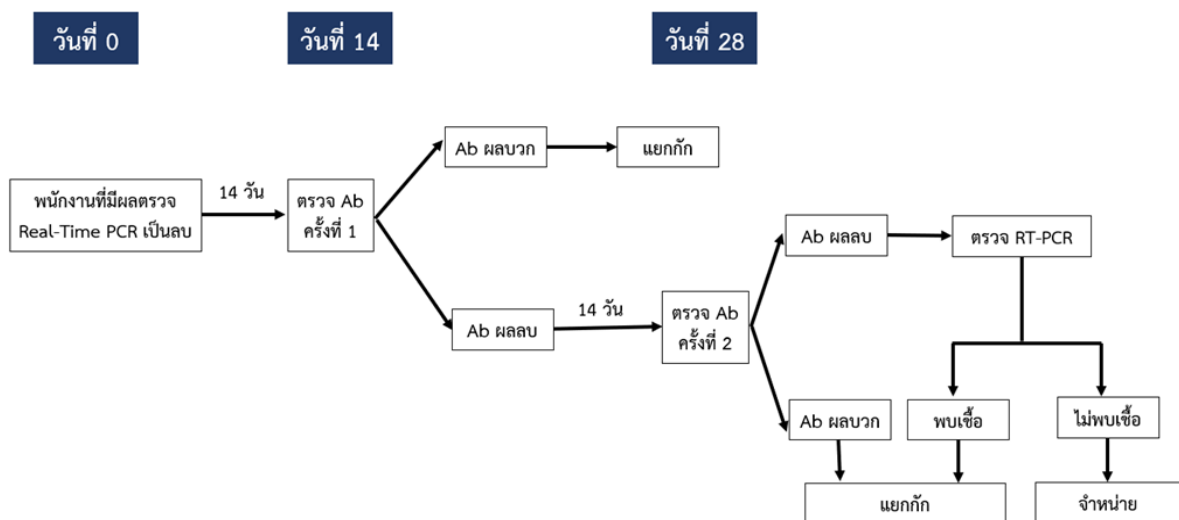 วันที่ 0
วันที่ 14
วันที่ 28
Ab ผลบวก
แยกกัก
พนักงานที่มีผลตรวจ
Real-Time PCR เป็นลบ
14 วัน
ตรวจ Ab
ครั้งที่ 1
Ab ผลลบ
ตรวจ RT-PCR
Ab ผลลบ
14 วัน
ตรวจ Ab
ครั้งที่ 2
Ab ผลบวก
พบเชื้อ
ไม่พบเชื้อ
แยกกัก
จำหน่าย